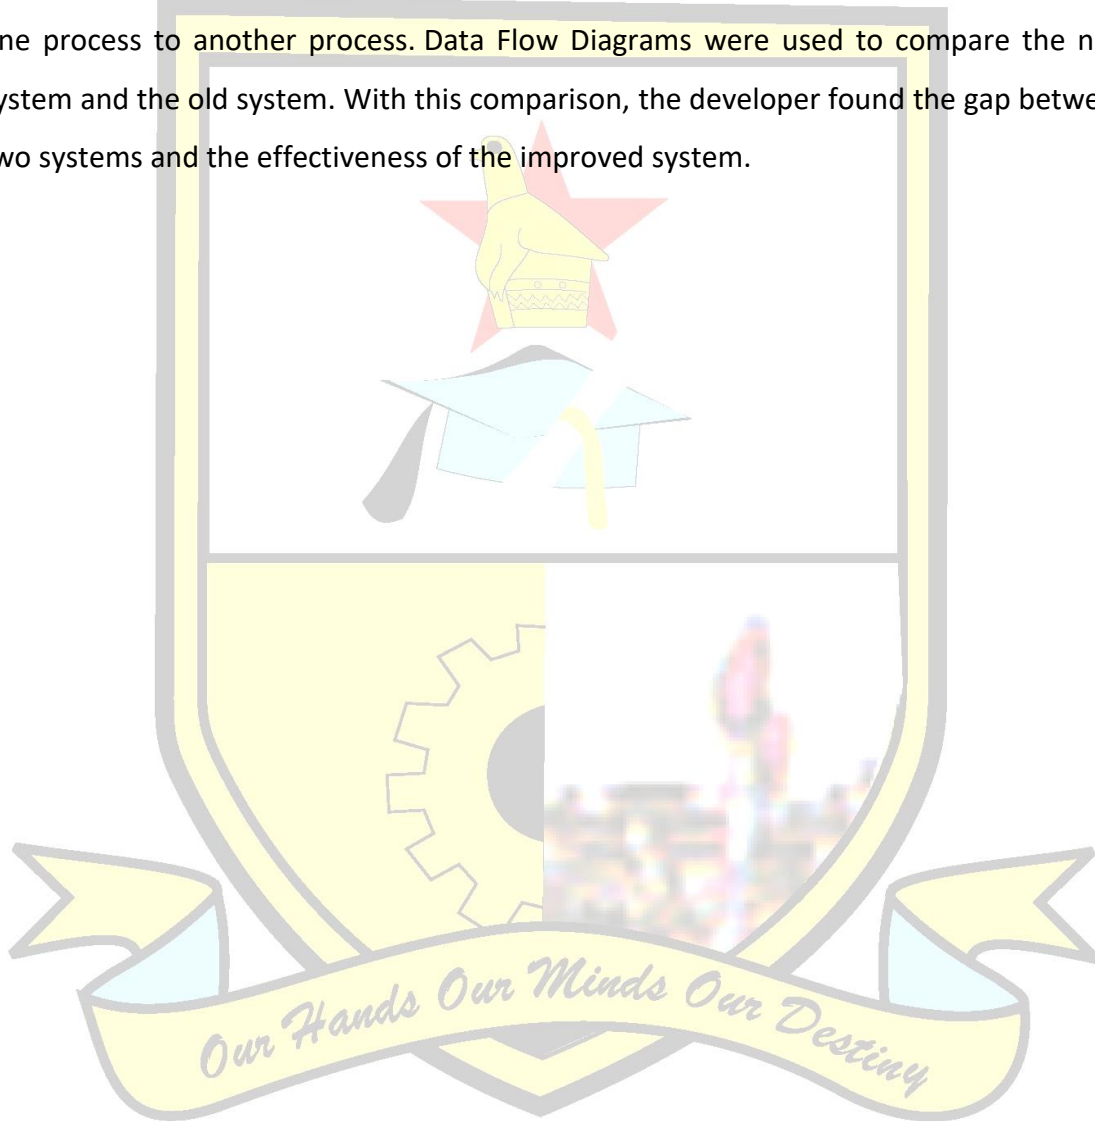 ne process to another process. Data Flow Diagrams were used to compare the n
ystem and the old system. With this comparison, the developer found the gap betwe
wo systems and the effectiveness of the improved system.
Our Hands Our Minds Our Destiny